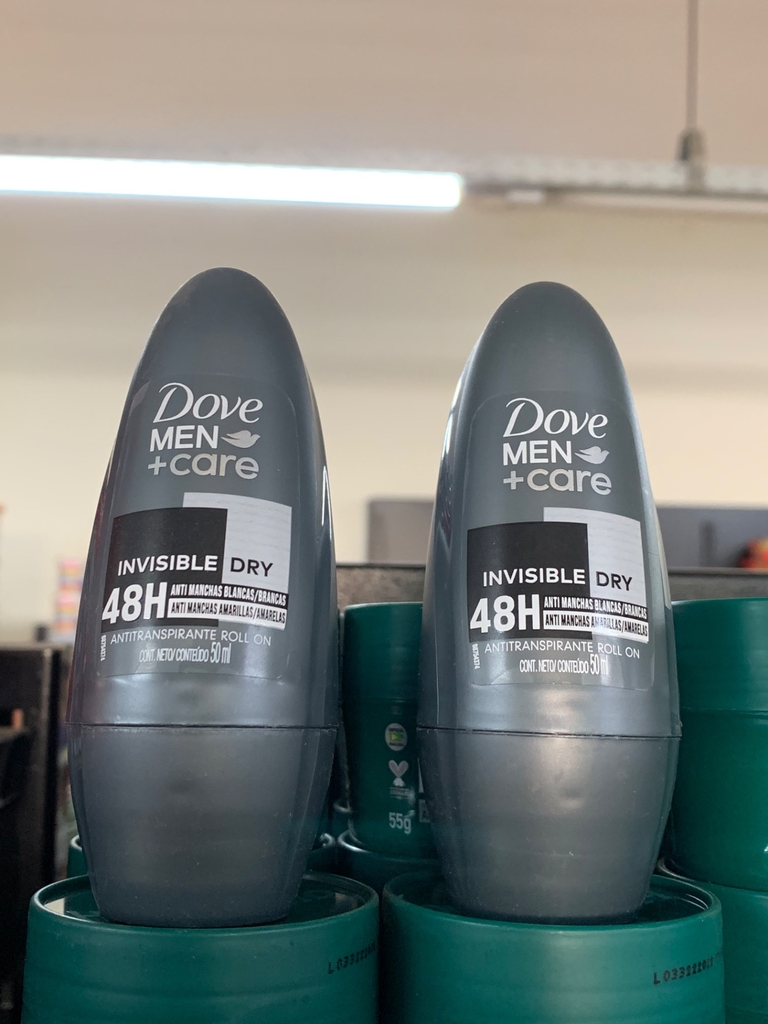 Dove
MEN
+care
INVISIBLE DRY
48H
ANTI MANCHAS BLANCAS/BRANCAS
ANTI MANCHAS AMARILLAS/AMARELAS
ANTITRANSPIRANTE ROLL ON
CONT. NETO/CONTEÚDO 50 ml
Dove
MEN
+care
INVISIBLE DRY
48H
ANTI MANCHAS BLANCAS/BRANCAS
ANTI MANCHAS AMARILLAS/AMARELAS
ANTITRANSPIRANTE ROLL ON
CONT. NETO/CONTEÚDO 50 ml
55g